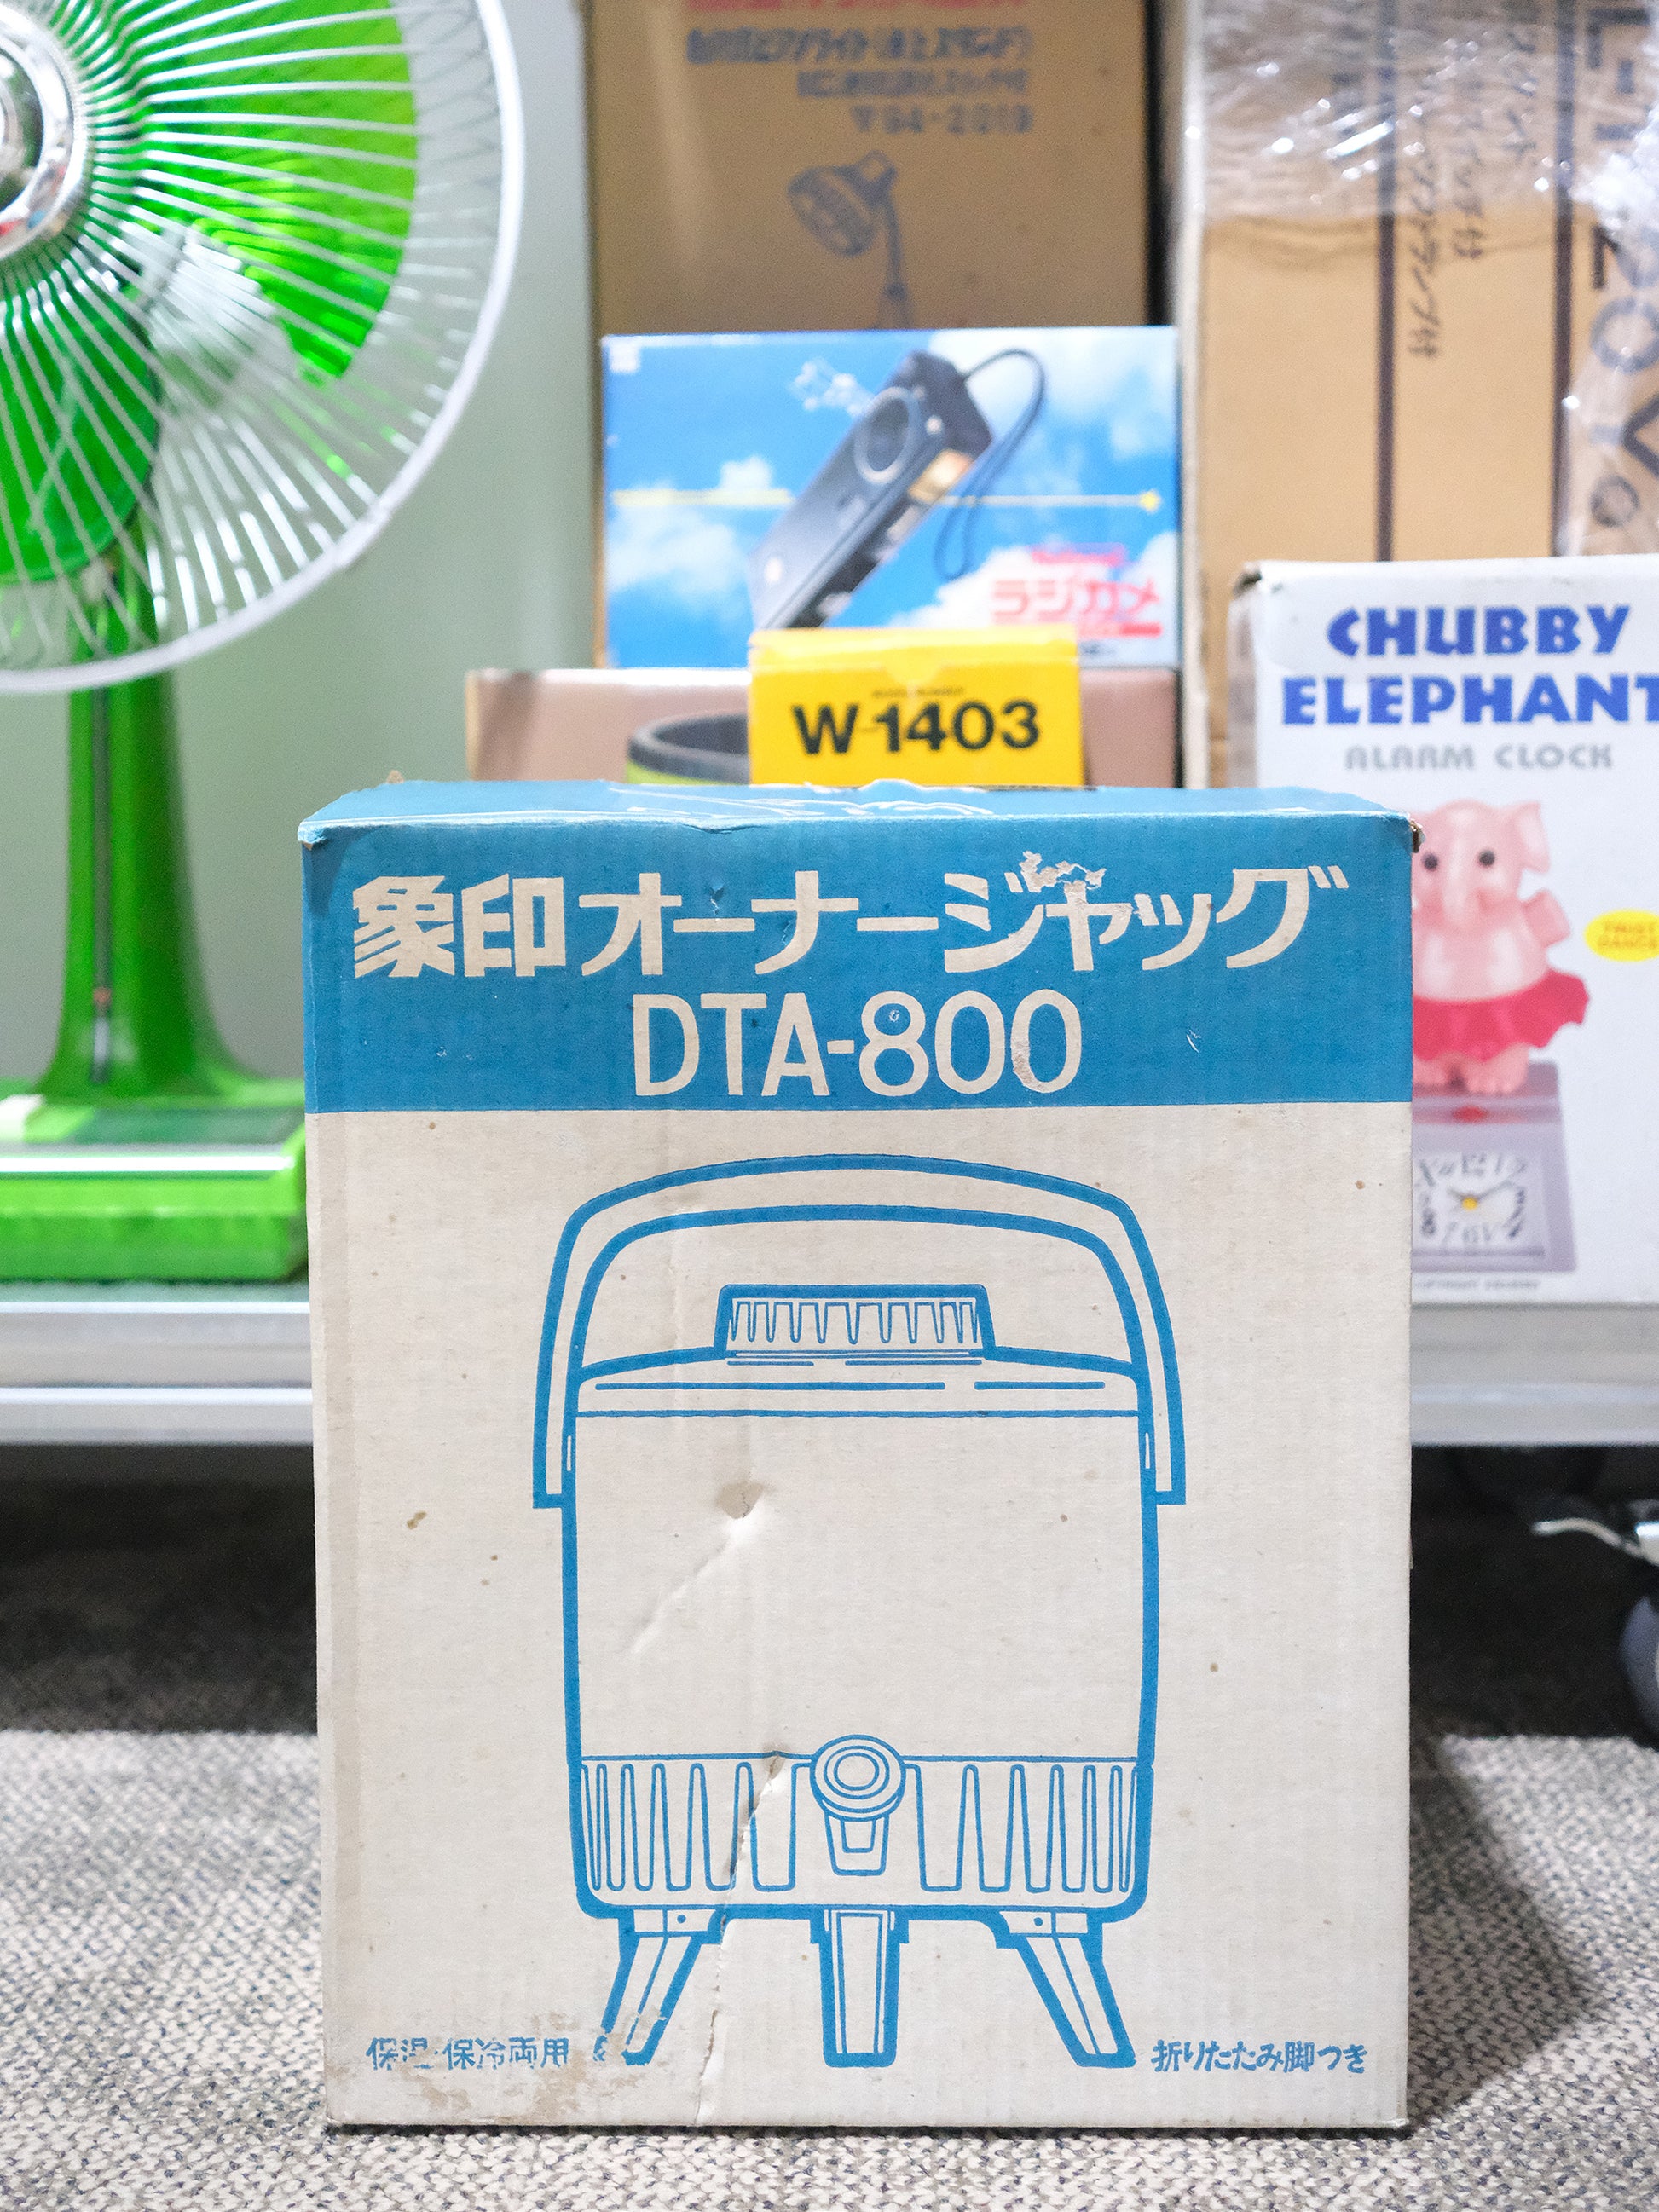 ラジカメ
W-1403
CHUBBY
ELEPHANT
ALARM CLOCK
象印オーナージャッグ
DTA-800
保温・保冷両用
折りたたみ脚つき